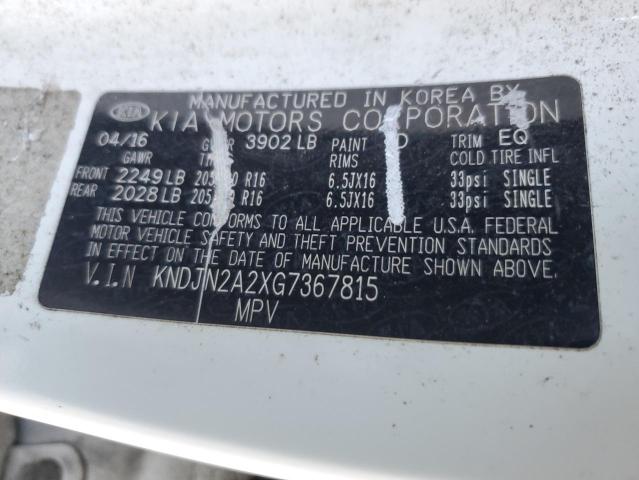 MANUFACTURED IN KOREA BY
KIA KIA MOTORS CORPORATION
04/16 3902 LB PAINT D TRIM EQ
GAWR RIMS COLD TIRE INFL
FRONT 2249 LB R16 6.5JX16 33psi SINGLE
REAR 2028 LB R16 6.5JX16 33psi SINGLE
THIS VEHICLE CONFORMS TO ALL APPLICABLE U.S.A. FEDERAL
MOTOR VEHICLE SAFETY AND THEFT PREVENTION STANDARDS
IN EFFECT ON THE DATE OF MANUFACTURE SHOWN ABOVE
V.I.N KNDJN2A2XG7367815
MPV